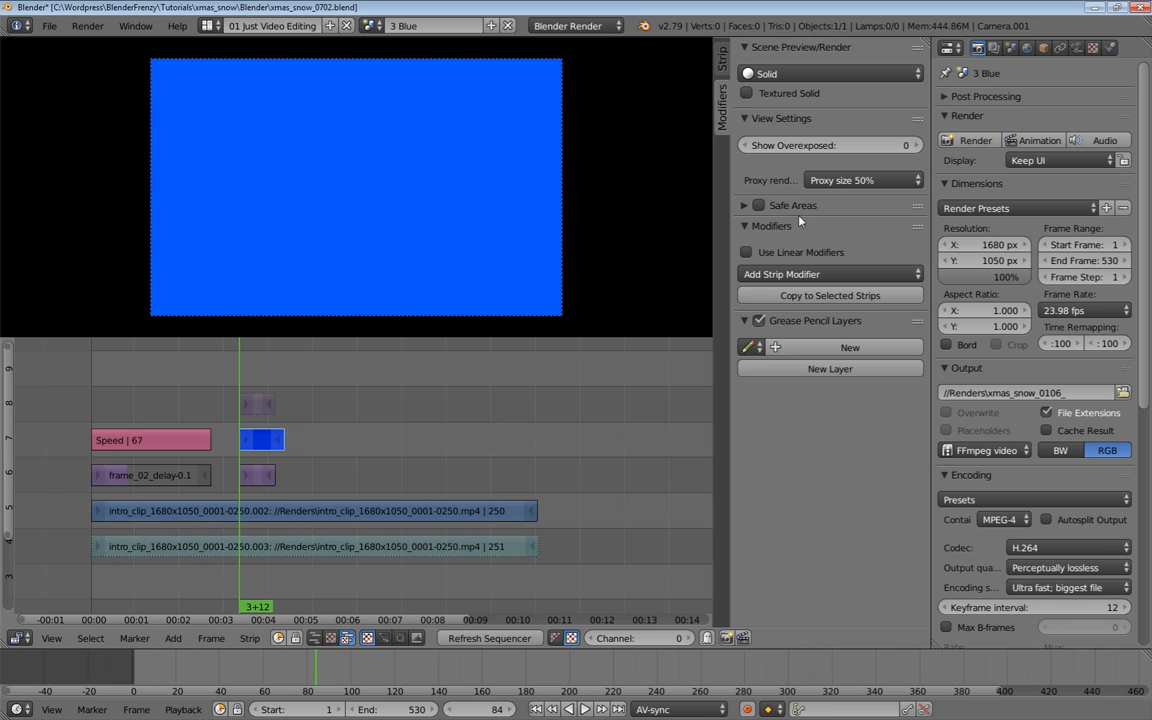 Blender* [C:\Wordpress\BlenderFrenzy\Tutorials\xmas_snow\xmas_snow_0702.blend]
File Render Window Help 01 Just Video Editing 3 Blue Blender Render v2.79 | Verts:0 | Faces:0 | Tris:0 | Objects:1/1 | Lamps:0/0 | Mem:444.86M | Camera.001
Strip
Modifiers
Scene Preview/Render
Solid
Textured Solid
View Settings
Show Overexposed: 0
Proxy rend... Proxy size 50%
Safe Areas
Modifiers
Use Linear Modifiers
Add Strip Modifier
Copy to Selected Strips
Grease Pencil Layers
New
New Layer
3 Blue
Post Processing
Render
Render Animation Audio
Display: Keep UI
Dimensions
Render Presets
Resolution: Frame Range:
X: 1680 px Start Frame: 1
Y: 1050 px End Frame: 530
100% Frame Step: 1
Aspect Ratio: Frame Rate:
X: 1.000 23.98 fps
Y: 1.000 Time Remapping:
Bord Crop :100 : 100
Output
//Renders\xmas_snow_0106_
Overwrite File Extensions
Placeholders Cache Result
FFmpeg video BW RGB
Encoding
Presets
Contai MPEG-4 Autosplit Output
Codec: H.264
Output qua... Perceptually lossless
Encoding s... Ultra fast; biggest file
Keyframe interval: 12
Max B-frames 0
9
8
7 Speed | 67
6 frame_02_delay-0.1
5 intro_clip_1680x1050_0001-0250.002: //Renders\intro_clip_1680x1050_0001-0250.mp4 | 250
4 intro_clip_1680x1050_0001-0250.003: //Renders\intro_clip_1680x1050_0001-0250.mp4 | 251
3
3+12
-00:01 00:00 00:01 00:02 00:03 00:04 00:05 00:06 00:07 00:08 00:09 00:10 00:11 00:12 00:13 00:14
View Select Marker Add Frame Strip Refresh Sequencer Channel: 0
-40 -20 0 20 40 60 80 100 120 140 160 180 200 220 240 260 280 300 320 340 360 380 400 420 440 460
View Marker Frame Playback Start: 1 End: 530 84 AV-sync